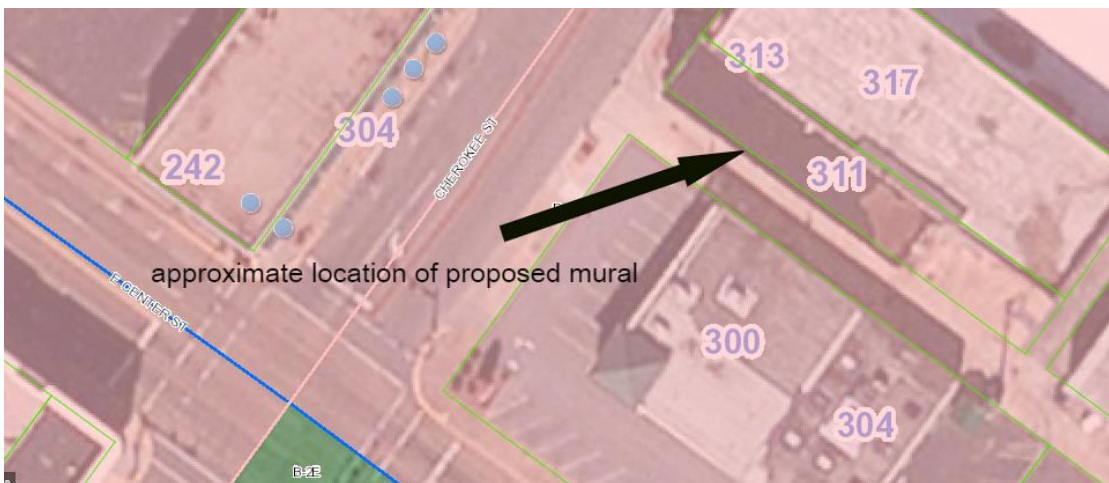 313
317
304
242
CHEROKEE ST
311
approximate location of proposed mural
E CENTER ST
300
304
B-2E